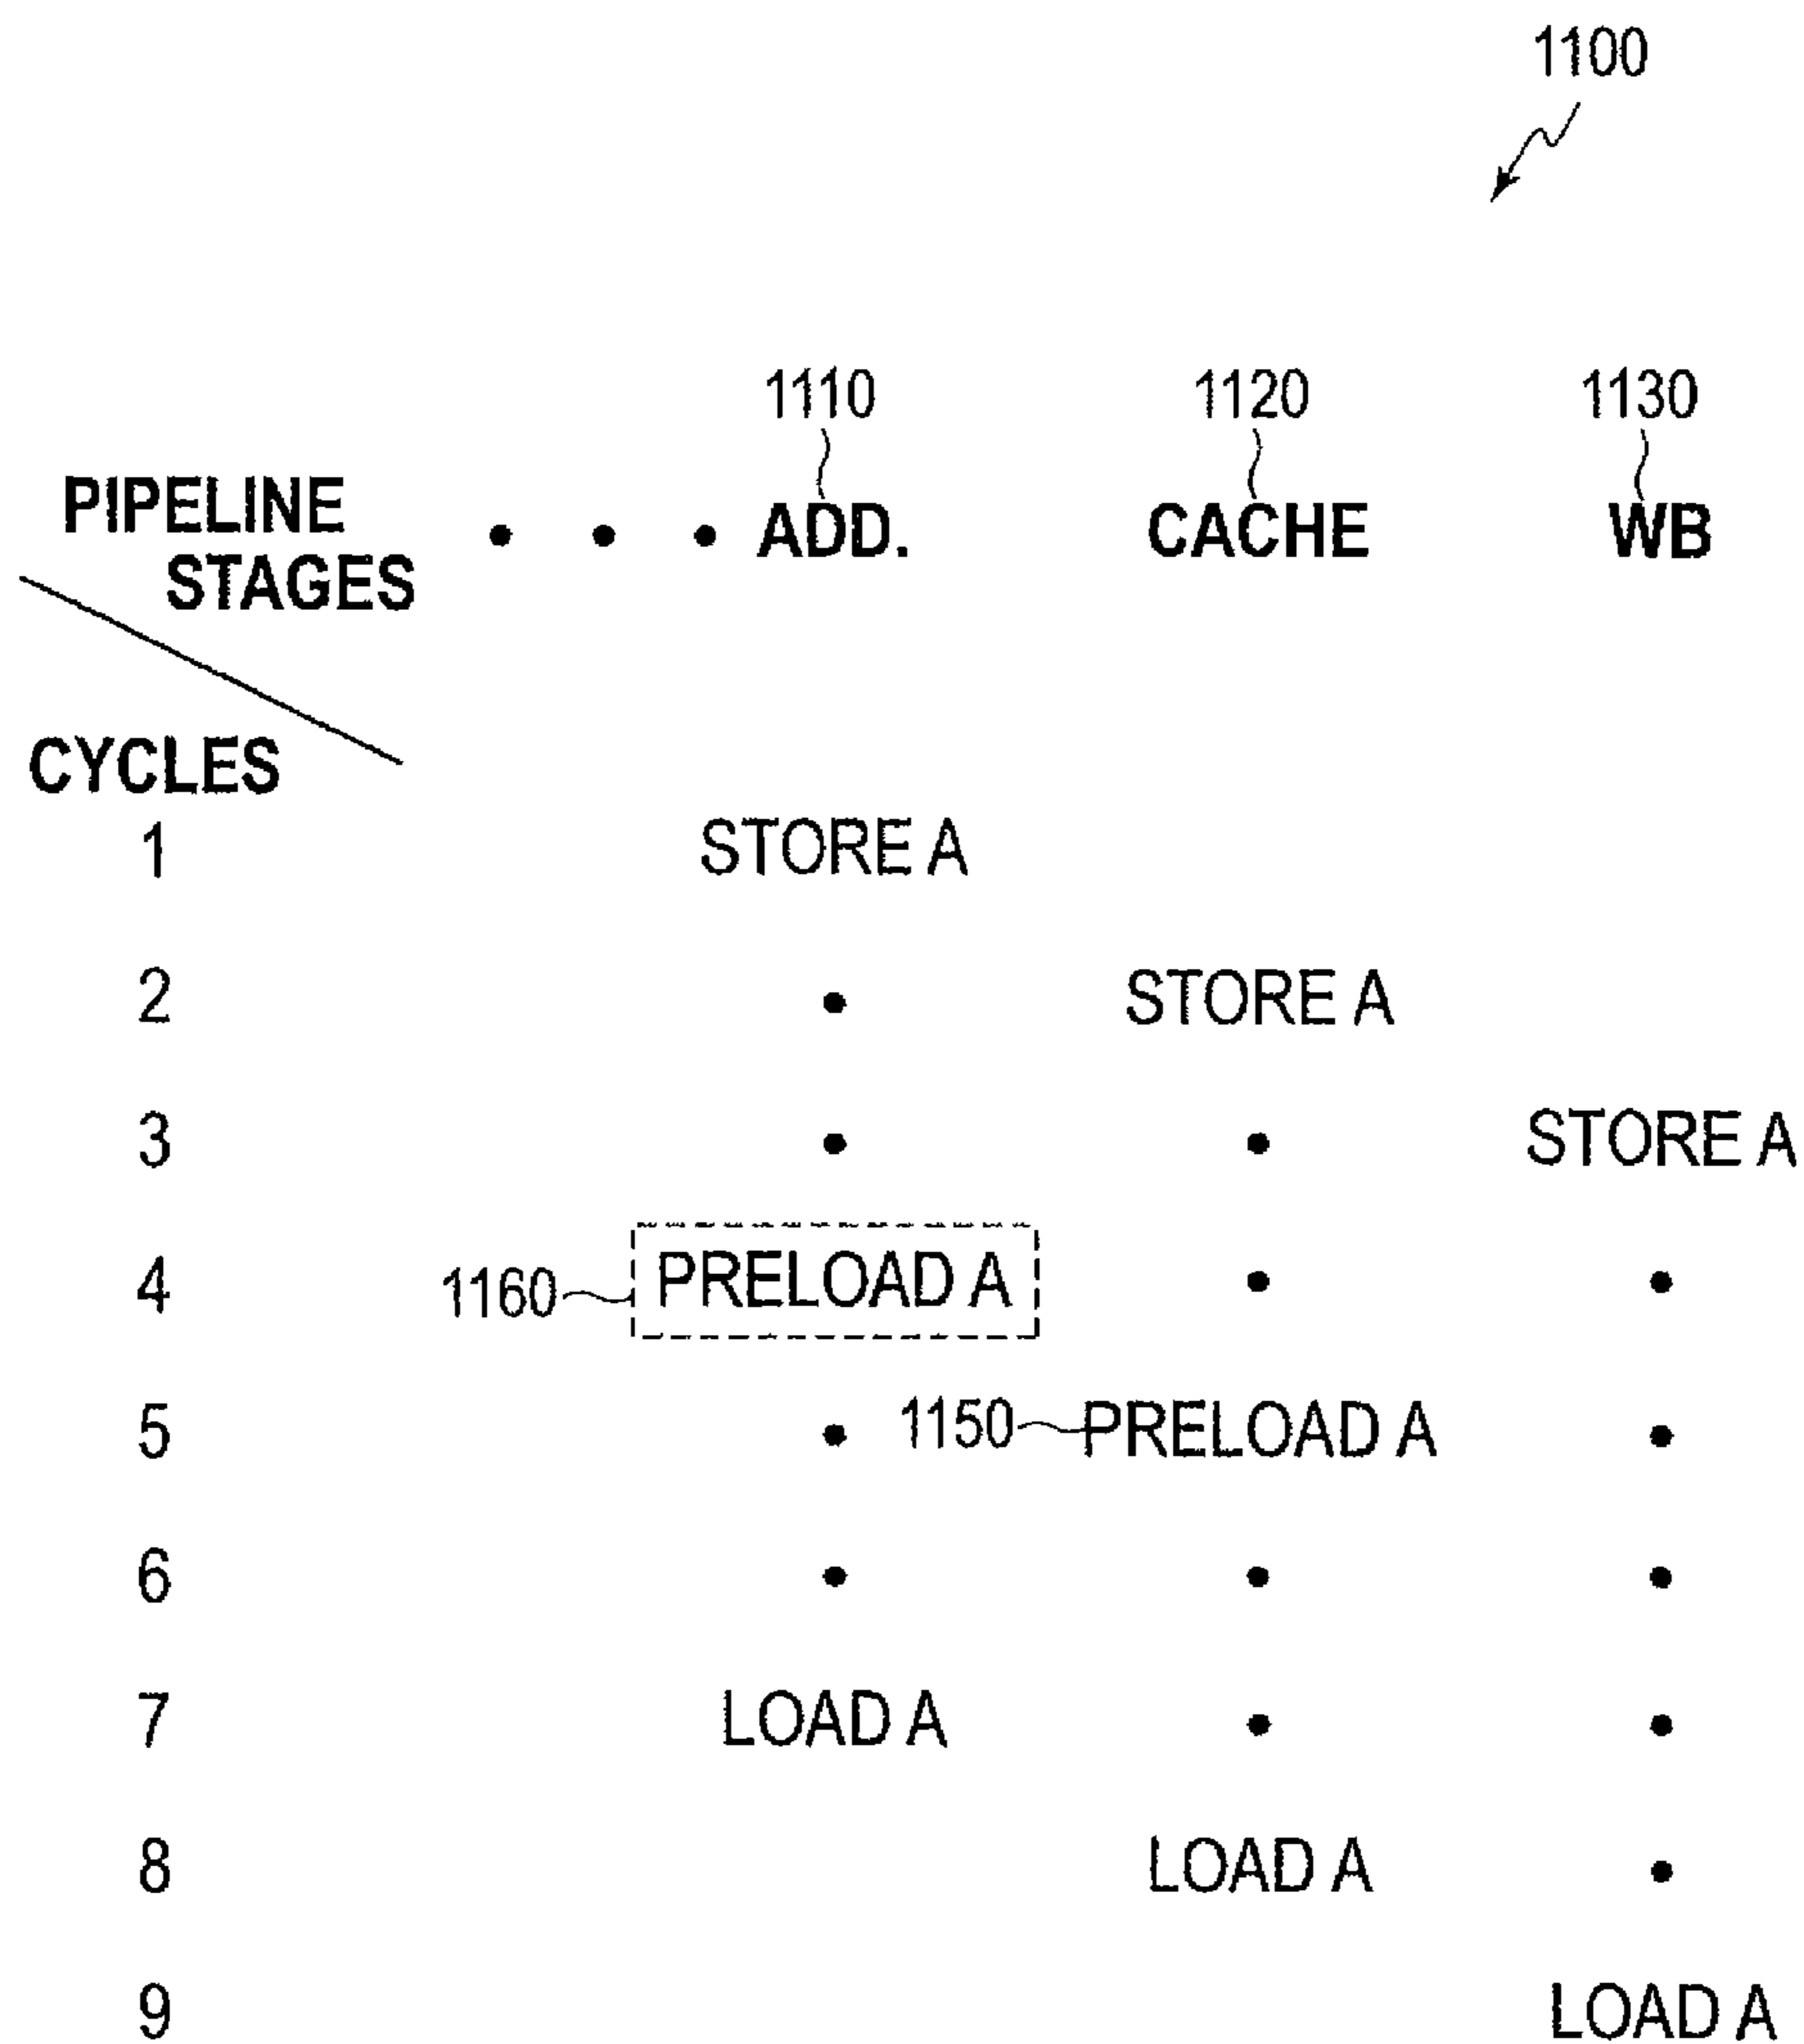 1100
1110 1120 1130
PIPELINE
STAGES
• • • ADD. CACHE WB
CYCLES
1 STORE A
2 • STORE A
3 • • STORE A
4 1160 PRELOAD A • •
5 • 1150 PRELOAD A •
6 • • •
7 LOAD A • •
8 LOAD A •
9 LOAD A